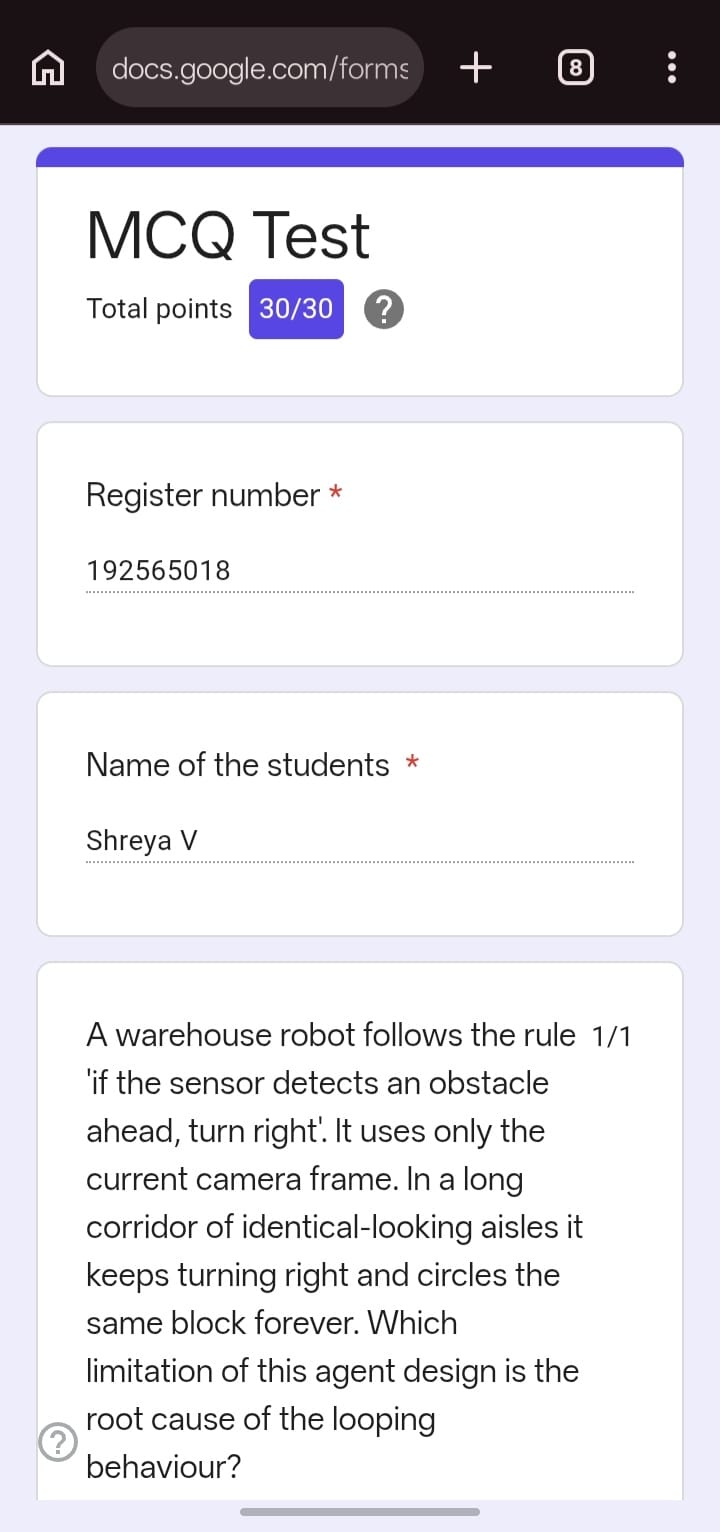 docs.google.com/forms
8
MCQ Test
Total points 30/30 ?
Register number *
192565018
Name of the students *
Shreya V
A warehouse robot follows the rule 1/1
'if the sensor detects an obstacle
ahead, turn right'. It uses only the
current camera frame. In a long
corridor of identical-looking aisles it
keeps turning right and circles the
same block forever. Which
limitation of this agent design is the
root cause of the looping
behaviour?
?